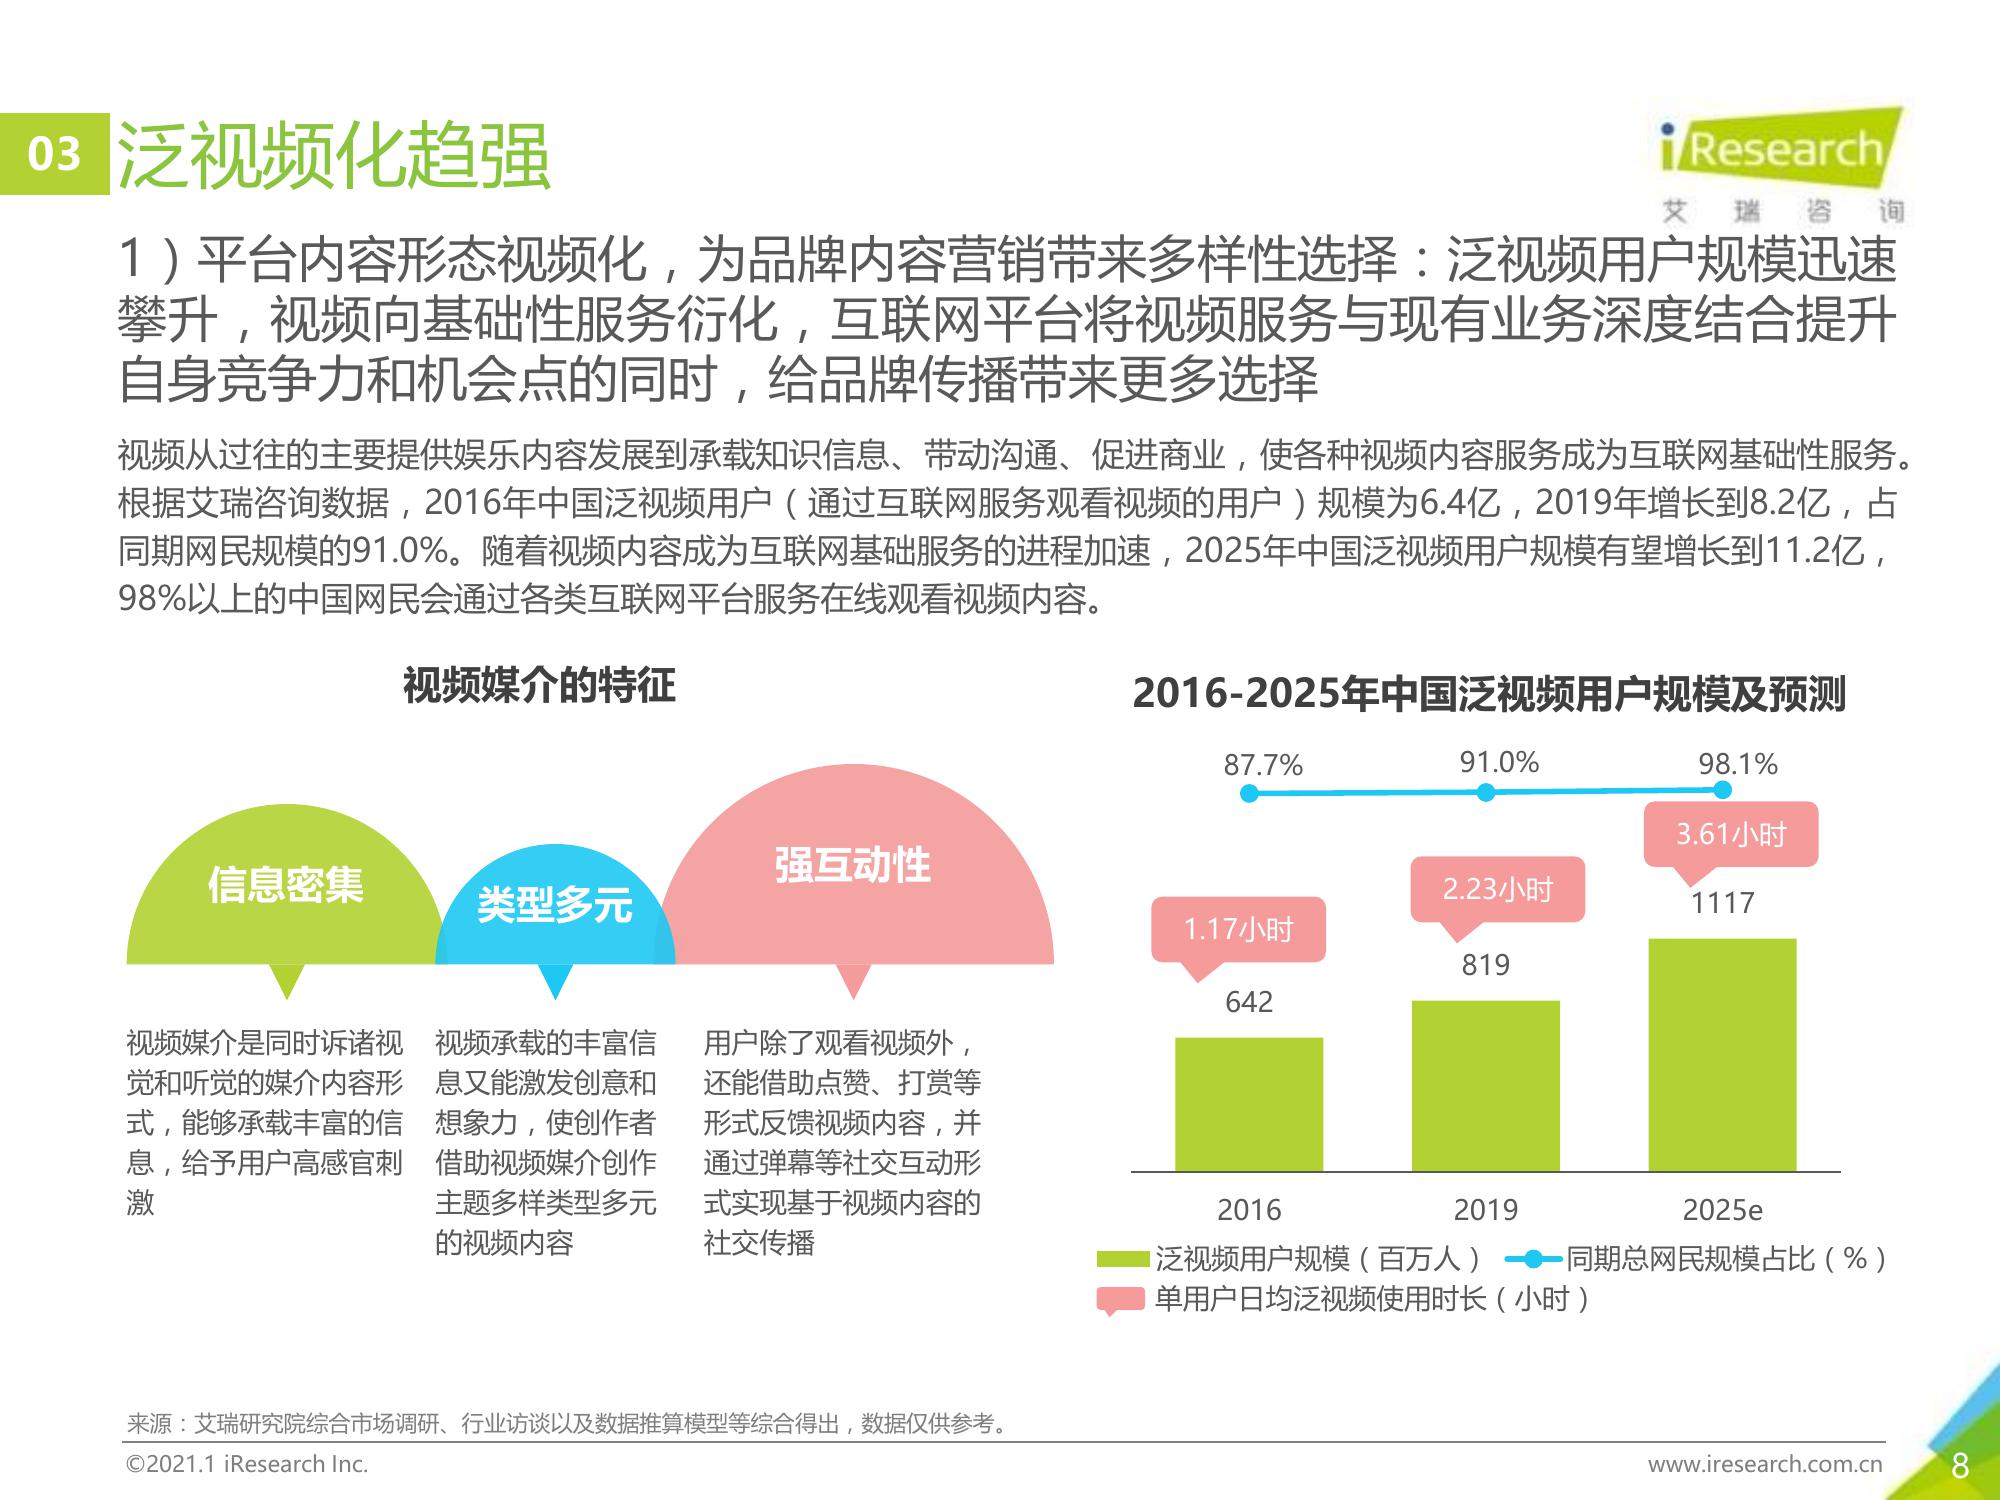 03
泛视频化趋强
iResearch
艾瑞咨询
1）平台内容形态视频化，为品牌内容营销带来多样性选择：泛视频用户规模迅速
攀升，视频向基础性服务衍化，互联网平台将视频服务与现有业务深度结合提升
自身竞争力和机会点的同时，给品牌传播带来更多选择
视频从过往的主要提供娱乐内容发展到承载知识信息、带动沟通、促进商业，使各种视频内容服务成为互联网基础性服务。
根据艾瑞咨询数据，2016年中国泛视频用户（通过互联网服务观看视频的用户）规模为6.4亿，2019年增长到8.2亿，占
同期网民规模的91.0%。随着视频内容成为互联网基础服务的进程加速，2025年中国泛视频用户规模有望增长到11.2亿，
98%以上的中国网民会通过各类互联网平台服务在线观看视频内容。
视频媒介的特征
信息密集
类型多元
强互动性
视频媒介是同时诉诸视
觉和听觉的媒介内容形
式，能够承载丰富的信
息，给予用户高感官刺
激
视频承载的丰富信
息又能激发创意和
想象力，使创作者
借助视频媒介创作
主题多样类型多元
的视频内容
用户除了观看视频外，
还能借助点赞、打赏等
形式反馈视频内容，并
通过弹幕等社交互动形
式实现基于视频内容的
社交传播
2016-2025年中国泛视频用户规模及预测
87.7%
91.0%
98.1%
1.17小时
2.23小时
3.61小时
642
819
1117
2016
2019
2025e
泛视频用户规模（百万人）
同期总网民规模占比（%）
单用户日均泛视频使用时长（小时）
来源：艾瑞研究院综合市场调研、行业访谈以及数据推算模型等综合得出，数据仅供参考。
©2021.1 iResearch Inc.
www.iresearch.com.cn
8